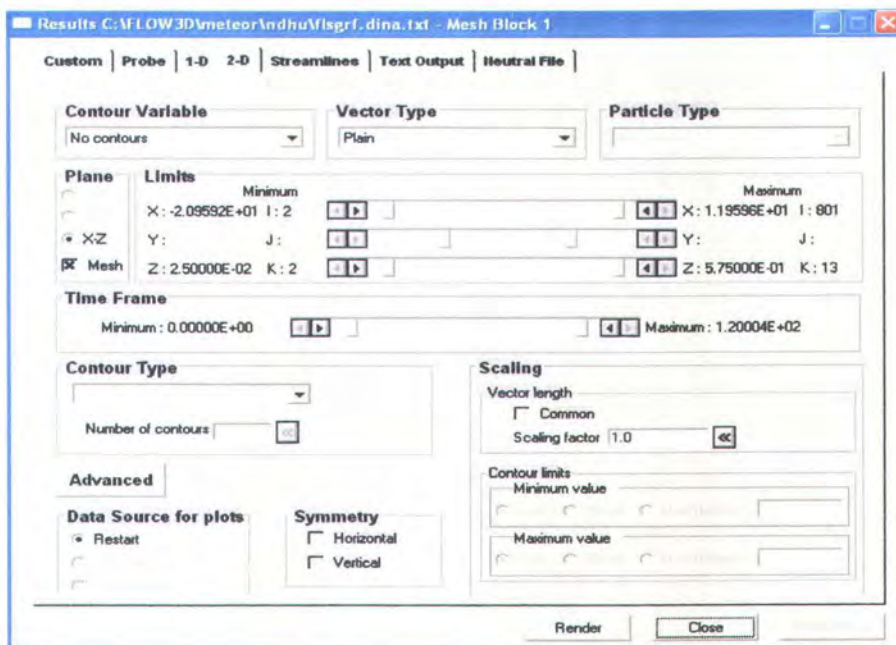 Results C:\FLOW3D\meteor\ndhu\flsgrf.dina.txt - Mesh Block 1
Custom Probe 1-D 2-D Streamlines Text Output Neutral File
Contour Variable Vector Type Particle Type
No contours Plain
Plane Limits
Minimum Maximum
X : -2.09592E+01 I : 2 X : 1.19596E+01 I : 801
X-Z Y : J : Y : J :
Mesh Z : 2.50000E-02 K : 2 Z : 5.75000E-01 K : 13
Time Frame
Minimum : 0.00000E+00 Maximum : 1.20004E+02
Contour Type Scaling
Vector length
Common
Number of contours Scaling factor 1.0
Advanced
Contour limits
Minimum value
Data Source for plots Symmetry
Restart Horizontal
Maximum value
Vertical
Render Close